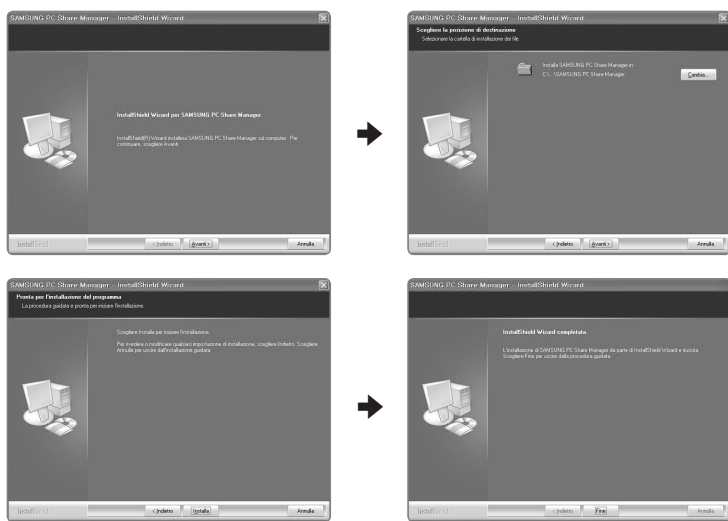 SAMSUNG PC Share Manager - InstallShield Wizard
InstallShield Wizard per SAMSUNG PC Share Manager
InstallShield(R) Wizard installerà SAMSUNG PC Share Manager sul computer. Per
continuare, scegliere Avanti.
InstallShield
< Indietro
Avanti >
Annulla
SAMSUNG PC Share Manager - InstallShield Wizard
Scegliere la posizione di destinazione
Selezionare la cartella di installazione dei file.
Installa SAMSUNG PC Share Manager in:
C:\...\SAMSUNG PC Share Manager
Cambia...
InstallShield
< Indietro
Avanti >
Annulla
SAMSUNG PC Share Manager - InstallShield Wizard
Pronta per l'installazione del programma
La procedura guidata è pronta per iniziare l'installazione.
Scegliere Installa per iniziare l'installazione.
Per rivedere o modificare qualsiasi impostazione di installazione, scegliere Indietro. Scegliere
Annulla per uscire dall'installazione guidata.
InstallShield
< Indietro
Installa
Annulla
SAMSUNG PC Share Manager - InstallShield Wizard
InstallShield Wizard completata
L'installazione di SAMSUNG PC Share Manager da parte di InstallShield Wizard è riuscita.
Scegliere Fine per uscire dalla procedura guidata.
InstallShield
< Indietro
Fine
Annulla